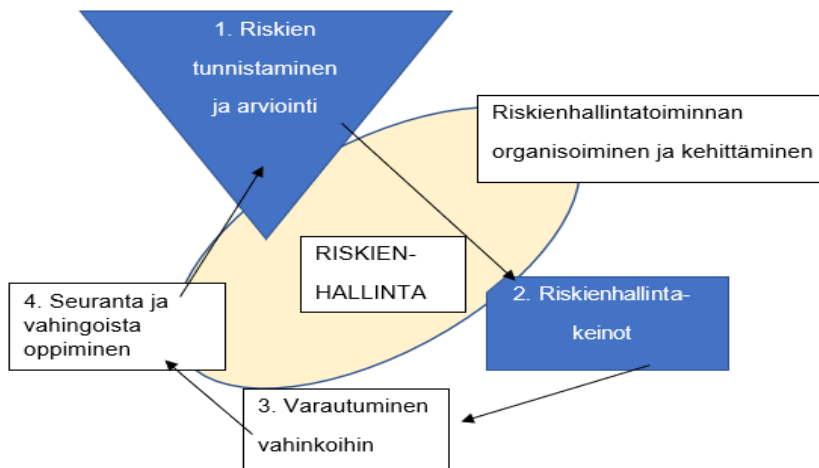 1. Riskien
tunnistaminen
ja arviointi
Riskienhallintatoiminnan
organisoiminen ja kehittäminen
RISKIEN-
HALLINTA
2. Riskienhallinta-
keinot
4. Seuranta ja
vahingoista
oppiminen
3. Varautuminen
vahinkoihin